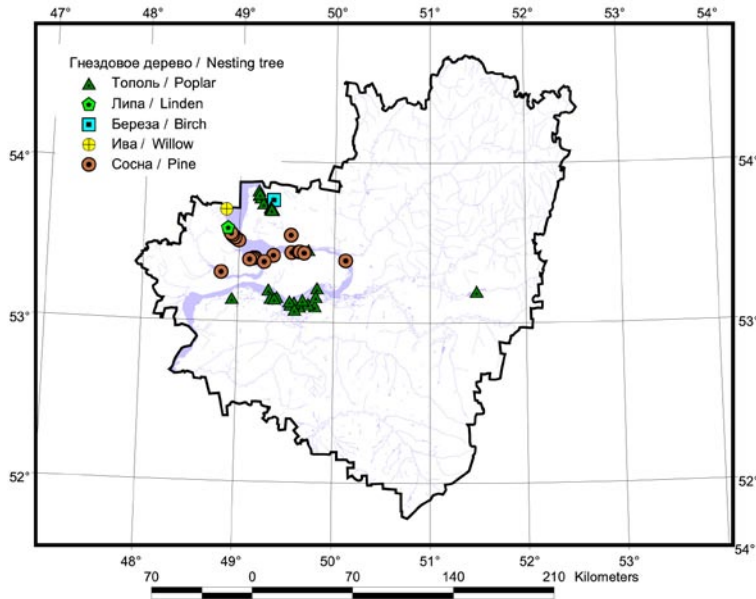 47° 48° 49° 50° 51° 52° 53° 54°
Гнездовое дерево / Nesting tree
Тополь / Poplar
Липа / Linden
Береза / Birch
Ива / Willow
Сосна / Pine
54° 54°
53° 53°
52° 52°
54°
48° 49° 50° 51° 52° 53°
70 0 70 140 210 Kilometers